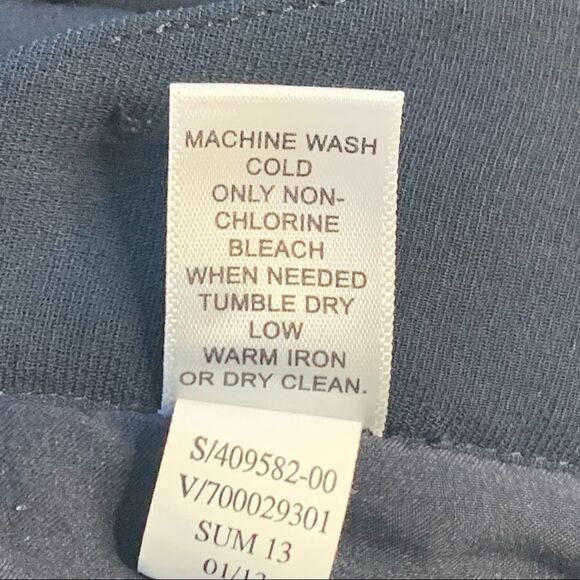 MACHINE WASH
COLD
ONLY NON-
CHLORINE
BLEACH
WHEN NEEDED
TUMBLE DRY
LOW
WARM IRON
OR DRY CLEAN.
S/409582-00
V/700029301
SUM 13